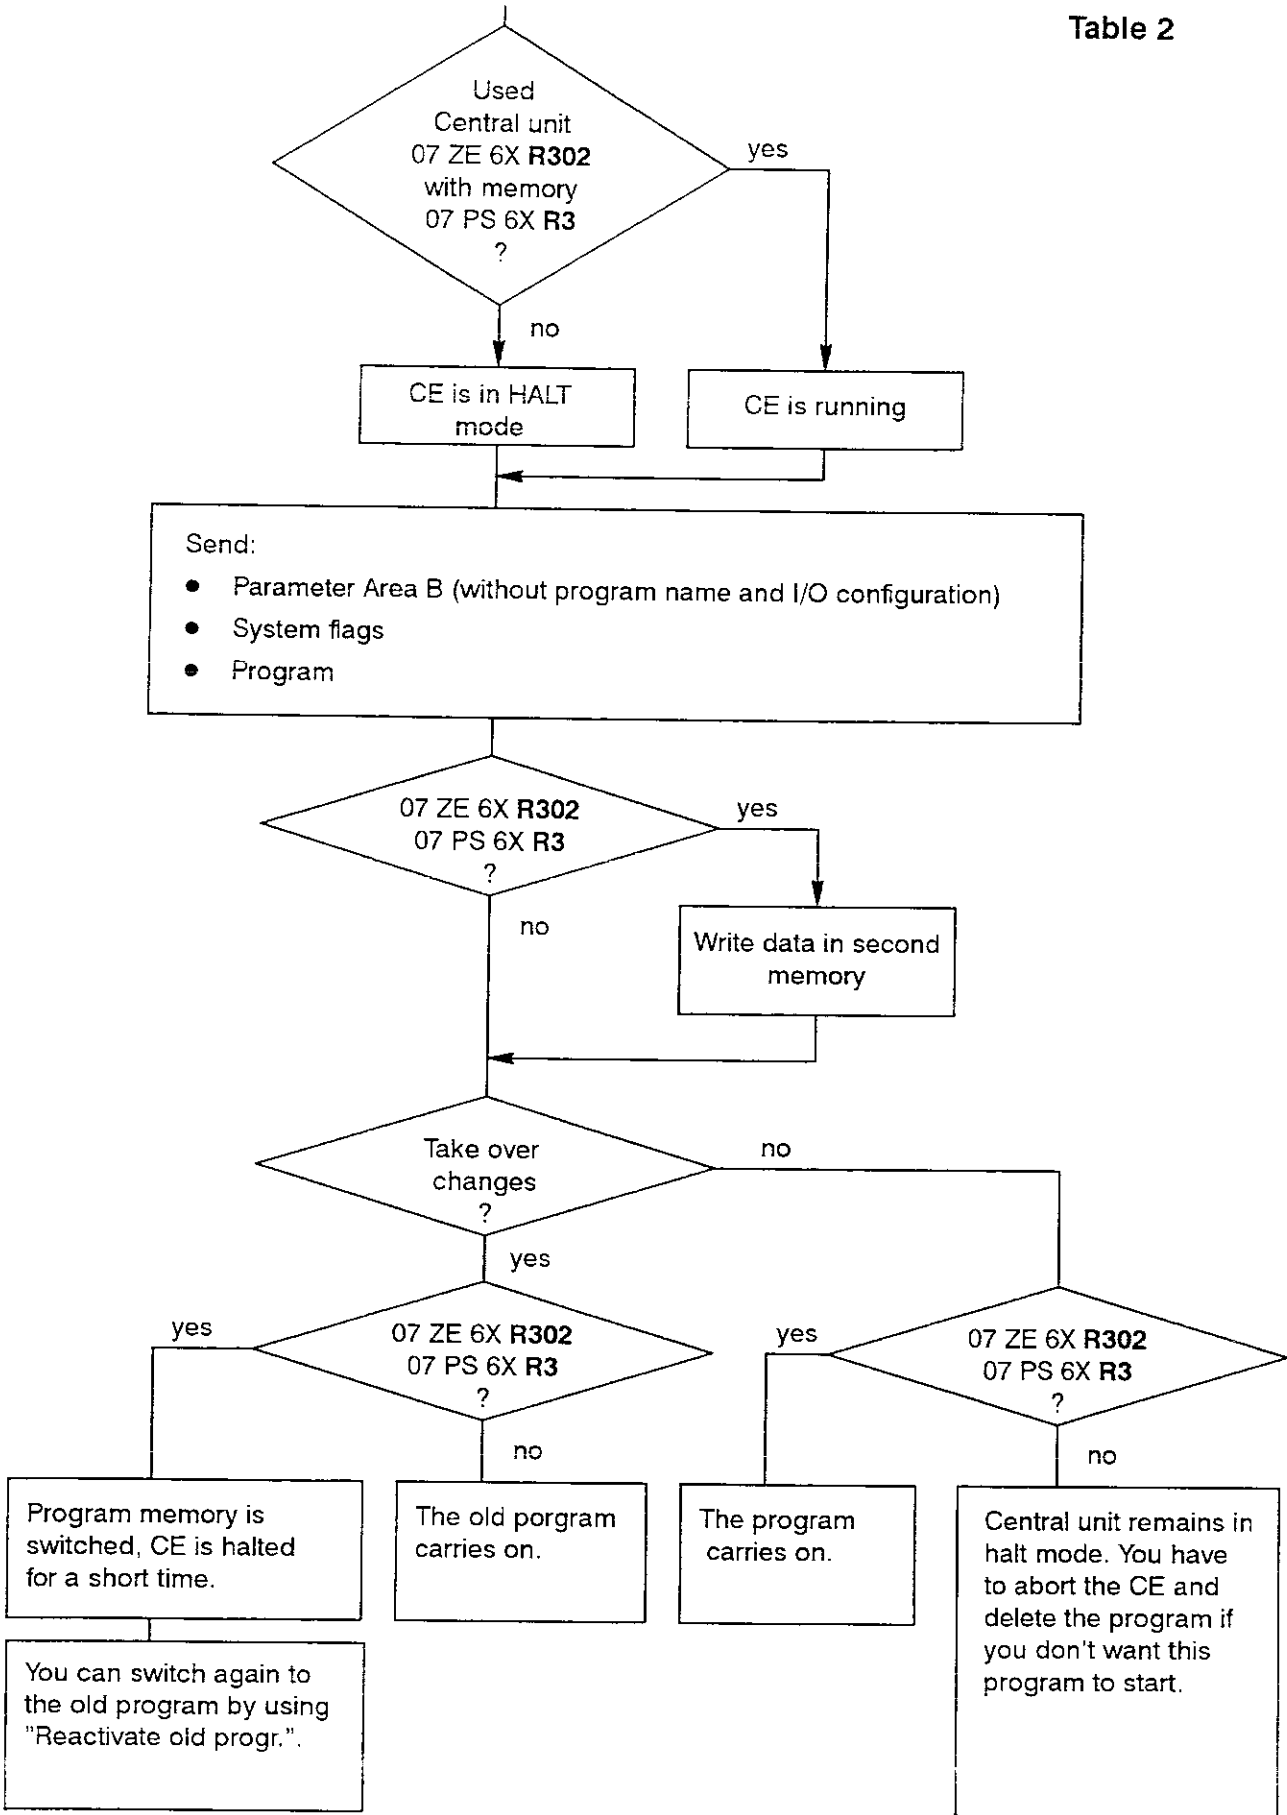 Table 2
Used
Central unit
07 ZE 6X R302
with memory
07 PS 6X R3
?
yes
no
CE is in HALT
mode
CE is running
Send:
● Parameter Area B (without program name and I/O configuration)
● System flags
● Program
07 ZE 6X R302
07 PS 6X R3
?
yes
no
Write data in second
memory
Take over
changes
?
no
yes
yes
07 ZE 6X R302
07 PS 6X R3
?
no
yes
07 ZE 6X R302
07 PS 6X R3
?
no
Program memory is
switched, CE is halted
for a short time.
The old porgram
carries on.
The program
carries on.
Central unit remains in
halt mode. You have
to abort the CE and
delete the program if
you don't want this
program to start.
You can switch again to
the old program by using
"Reactivate old progr.".